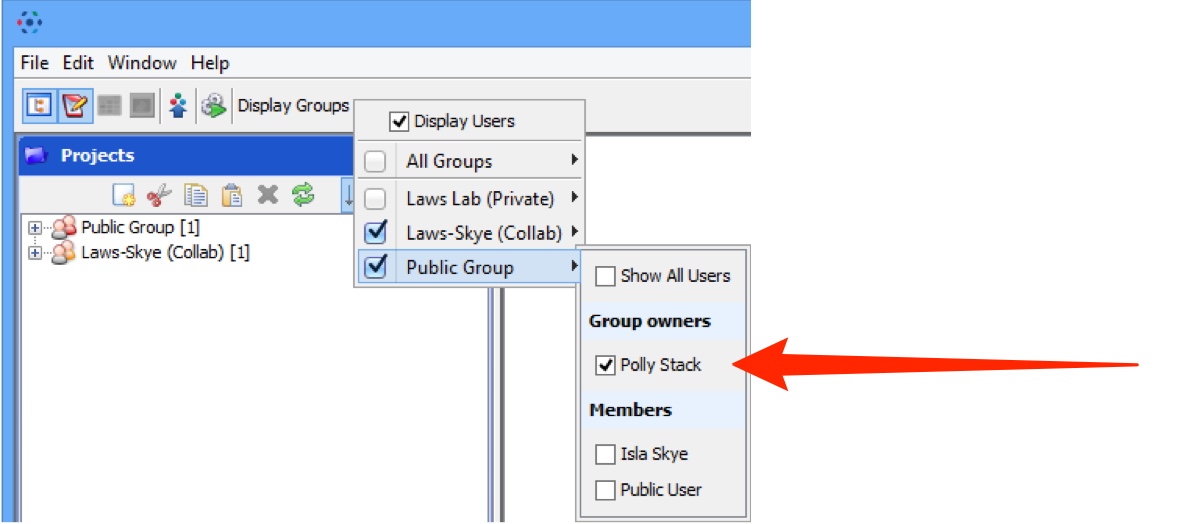 File Edit Window Help
Display Groups
Display Users
Projects
All Groups
Laws Lab (Private)
Public Group [1]
Laws-Skye (Collab)
Laws-Skye (Collab) [1]
Public Group
Show All Users
Group owners
Polly Stack
Members
Isla Skye
Public User